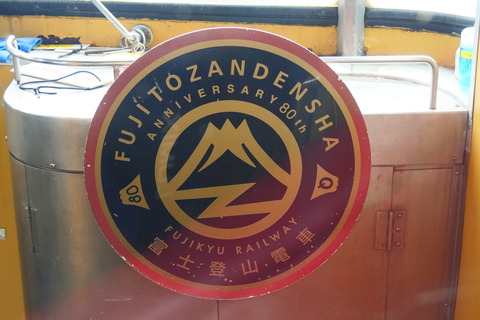 FUJITOZANDENSHA
ANNIVERSARY 80th
80
Q
FUJIKYU RAILWAY
富士登山電車